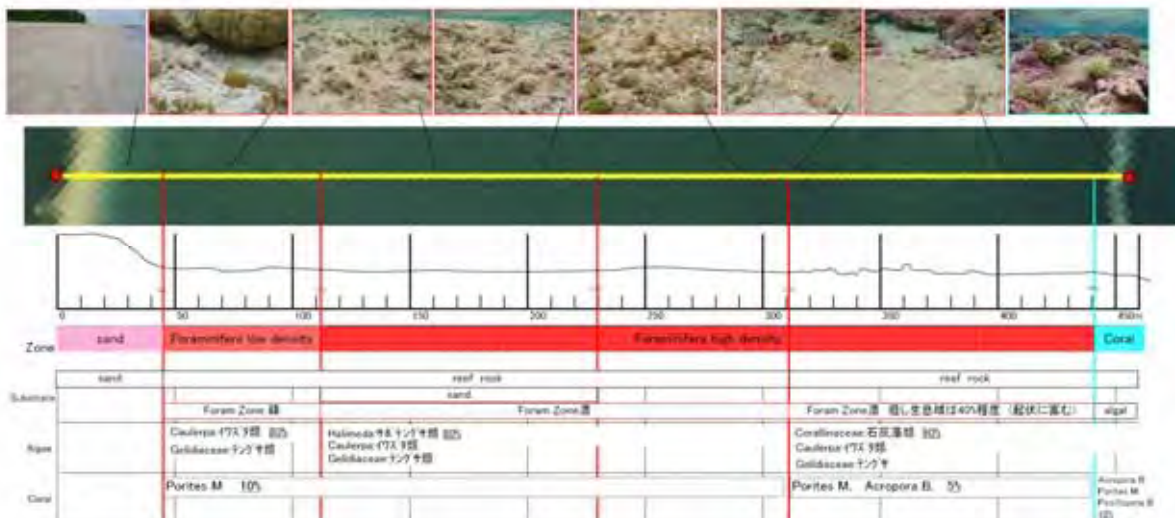 0 50 100 150 200 250 300 350 400 450m
Zone
sand
Foraminifera low density
Foraminifera high density
Coral
Substrate
sand
reef rock
reef rock
sand
Foram Zone
Foram Zone 濃
Foram Zone 濃 但し生息域は40%程度 (起伏に富む)
algal
Algae
Caulerpa イワヅタ類 80%
Gelidiaceae テングサ類
Halimeda サボテングサ類 80%
Caulerpa イワヅタ類
Gelidiaceae テングサ類
Corallinaceae 石灰藻類 90%
Caulerpa イワヅタ類
Gelidiaceae テングサ
Coral
Porites M 10%
Porites M, Acropora B, 5%
Acropora B
Porites M